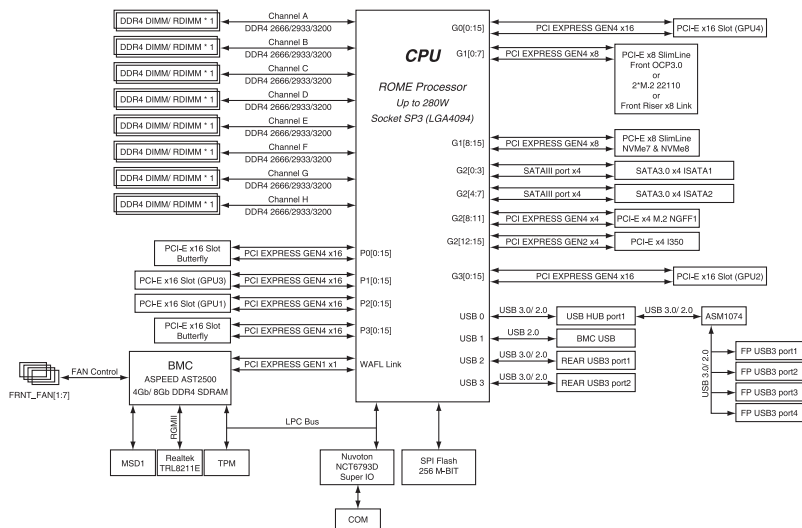 DDR4 DIMM/ RDIMM * 1
Channel A
DDR4 2666/2933/3200
DDR4 DIMM/ RDIMM * 1
Channel B
DDR4 2666/2933/3200
DDR4 DIMM/ RDIMM * 1
Channel C
DDR4 2666/2933/3200
DDR4 DIMM/ RDIMM * 1
Channel D
DDR4 2666/2933/3200
DDR4 DIMM/ RDIMM * 1
Channel E
DDR4 2666/2933/3200
DDR4 DIMM/ RDIMM * 1
Channel F
DDR4 2666/2933/3200
DDR4 DIMM/ RDIMM * 1
Channel G
DDR4 2666/2933/3200
DDR4 DIMM/ RDIMM * 1
Channel H
DDR4 2666/2933/3200
PCI-E x16 Slot
Butterfly
PCI EXPRESS GEN4 x16
P0[0:15]
PCI-E x16 Slot (GPU3)
PCI EXPRESS GEN4 x16
P1[0:15]
PCI-E x16 Slot (GPU1)
PCI EXPRESS GEN4 x16
P2[0:15]
PCI-E x16 Slot
Butterfly
PCI EXPRESS GEN4 x16
P3[0:15]
CPU
ROME Processor
Up to 280W
Socket SP3 (LGA4094)
G0[0:15]
PCI EXPRESS GEN4 x16
PCI-E x16 Slot (GPU4)
G1[0:7]
PCI EXPRESS GEN4 x8
PCI-E x8 SlimLine
Front OCP3.0
or
2*M.2 22110
or
Front Riser x8 Link
G1[8:15]
PCI EXPRESS GEN4 x8
PCI-E x8 SlimLine
NVMe7 & NVMe8
G2[0:3]
SATAIII port x4
SATA3.0 x4 ISATA1
G2[4:7]
SATAIII port x4
SATA3.0 x4 ISATA2
G2[8:11]
PCI EXPRESS GEN4 x4
PCI-E x4 M.2 NGFF1
G2[12:15]
PCI EXPRESS GEN2 x4
PCI-E x4 I350
G3[0:15]
PCI EXPRESS GEN4 x16
PCI-E x16 Slot (GPU2)
USB 0
USB 3.0/ 2.0
USB HUB port1
USB 3.0/ 2.0
ASM1074
USB 1
USB 2.0
BMC USB
USB 2
USB 3.0/ 2.0
REAR USB3 port1
USB 3
USB 3.0/ 2.0
REAR USB3 port2
USB 3.0/ 2.0
FP USB3 port1
FP USB3 port2
FP USB3 port3
FP USB3 port4
FRNT_FAN[1:7]
FAN Control
BMC
ASPEED AST2500
4Gb/ 8Gb DDR4 SDRAM
PCI EXPRESS GEN1 x1
WAFL Link
RGMII
LPC Bus
MSD1
Realtek
TRL8211E
TPM
Nuvoton
NCT6793D
Super IO
SPI Flash
256 M-BIT
COM